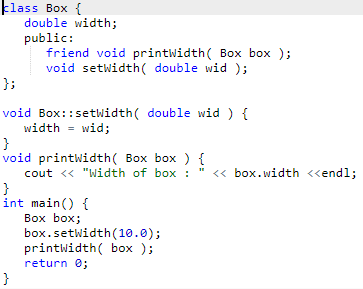 class Box {
   double width;
   public:
      friend void printWidth( Box box );
      void setWidth( double wid );
};

void Box::setWidth( double wid ) {
   width = wid;
}
void printWidth( Box box ) {
   cout << "Width of box : " << box.width <<endl;
}
int main() {
   Box box;
   box.setWidth(10.0);
   printWidth( box );
   return 0;
}